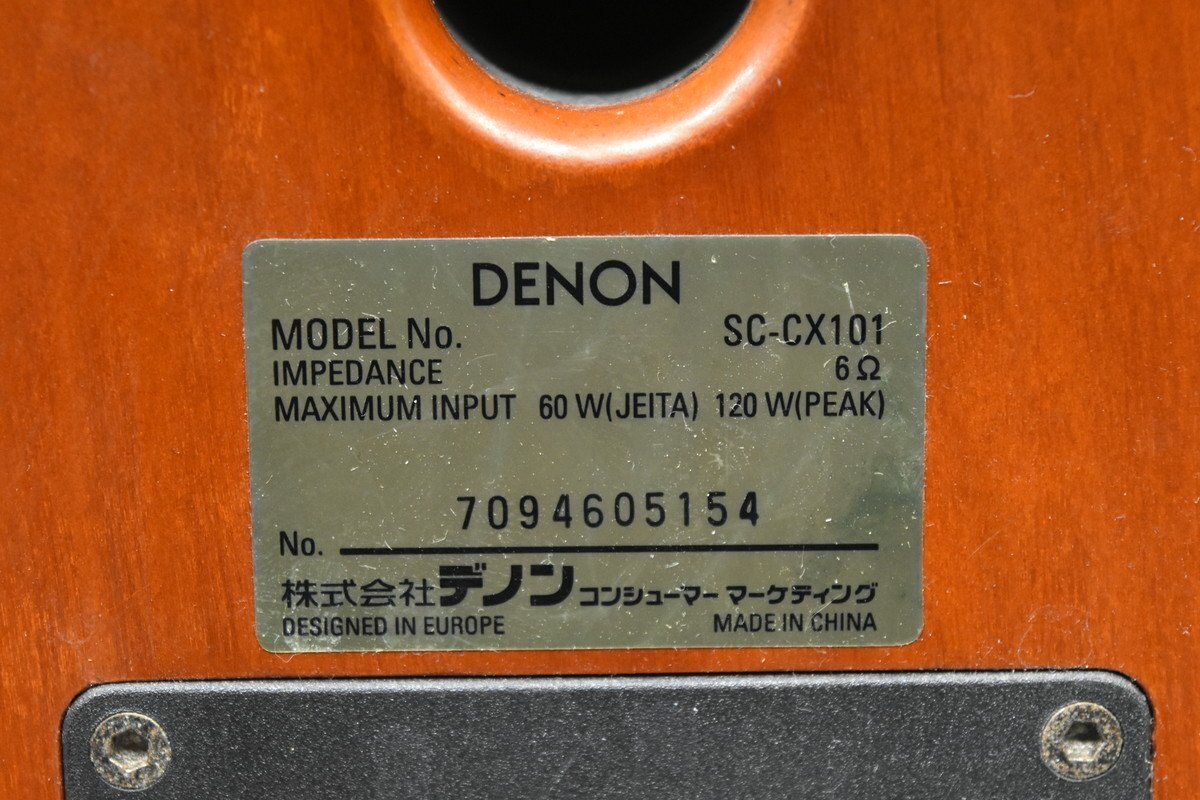 DENON
MODEL No. SC-CX101
IMPEDANCE 6Ω
MAXIMUM INPUT 60 W(JEITA) 120 W(PEAK)
7094605154
No.
株式会社デノン コンシューマー マーケティング
DESIGNED IN EUROPE MADE IN CHINA